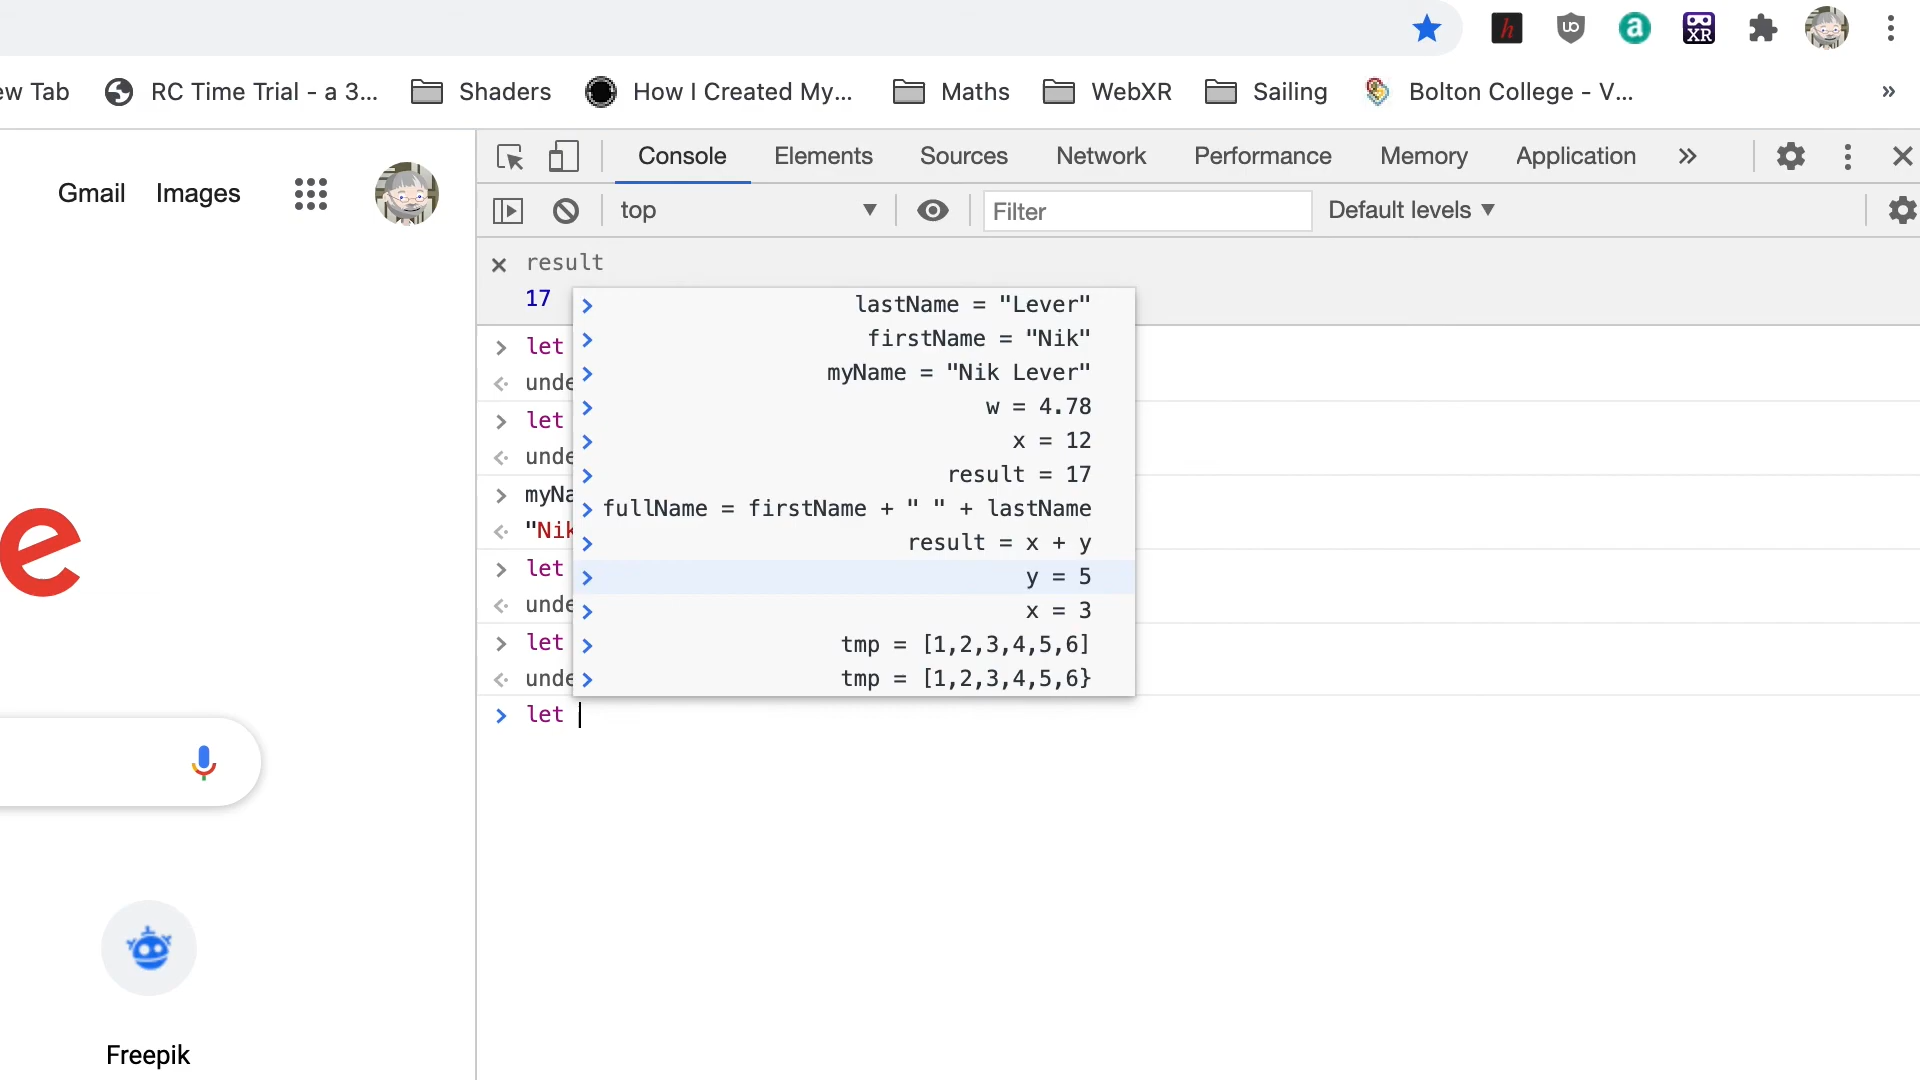 ew Tab RC Time Trial - a 3... Shaders How I Created My... Maths WebXR Sailing Bolton College - V... »
Gmail Images
Console Elements Sources Network Performance Memory Application »
top Filter Default levels
result
17
lastName = "Lever"
firstName = "Nik"
let
myName = "Nik Lever"
unde
w = 4.78
let
x = 12
unde
result = 17
myNa
fullName = firstName + " " + lastName
"Nik
result = x + y
let
y = 5
unde
x = 3
let
tmp = [1,2,3,4,5,6]
unde
tmp = [1,2,3,4,5,6}
let
e
h
UD
a
XR
Freepik